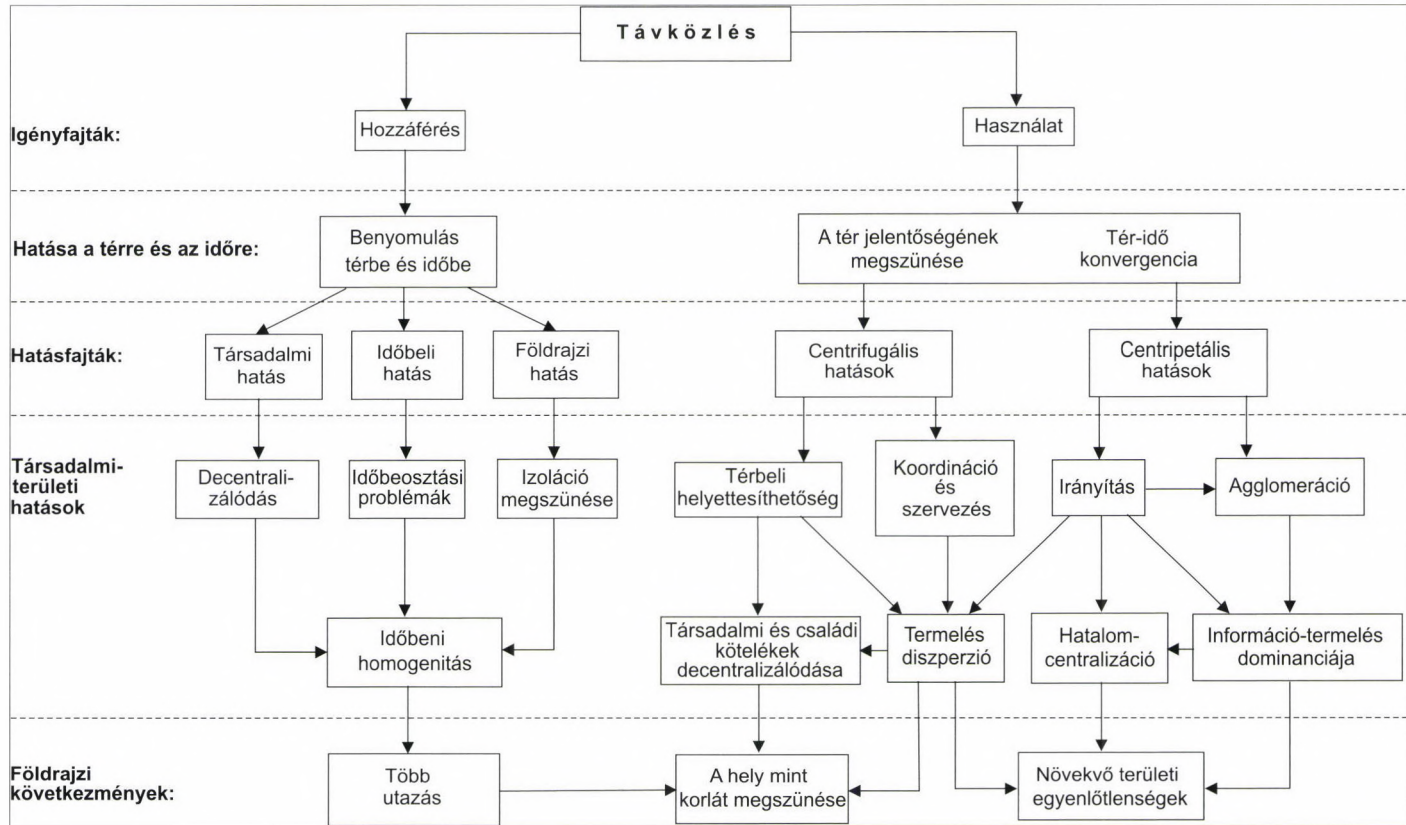 Távközlés
Igényfajták:
Hozzáférés
Használat
Hatása a térre és az időre:
Benyomulás
térbe és időbe
A tér jelentőségének
megszünése
Tér-idő
konvergencia
Hatásfajták:
Társadalmi
hatás
Időbeli
hatás
Földrajzi
hatás
Centrifugális
hatások
Centripetális
hatások
Társadalmi-
területi
hatások
Decentrali-
zálódás
Időbeosztási
problémák
Izoláció
megszünése
Térbeli
helyettesíthetőség
Koordináció
és
szervezés
Irányítás
Agglomeráció
Időbeni
homogenitás
Társadalmi és családi
kötelékek
decentralizálódása
Termelés
diszperzió
Hatalom-
centralizáció
Információ-termelés
dominanciája
Földrajzi
következmények:
Több
utazás
A hely mint
korlát megszünése
Növekvő területi
egyenlőtlenségek